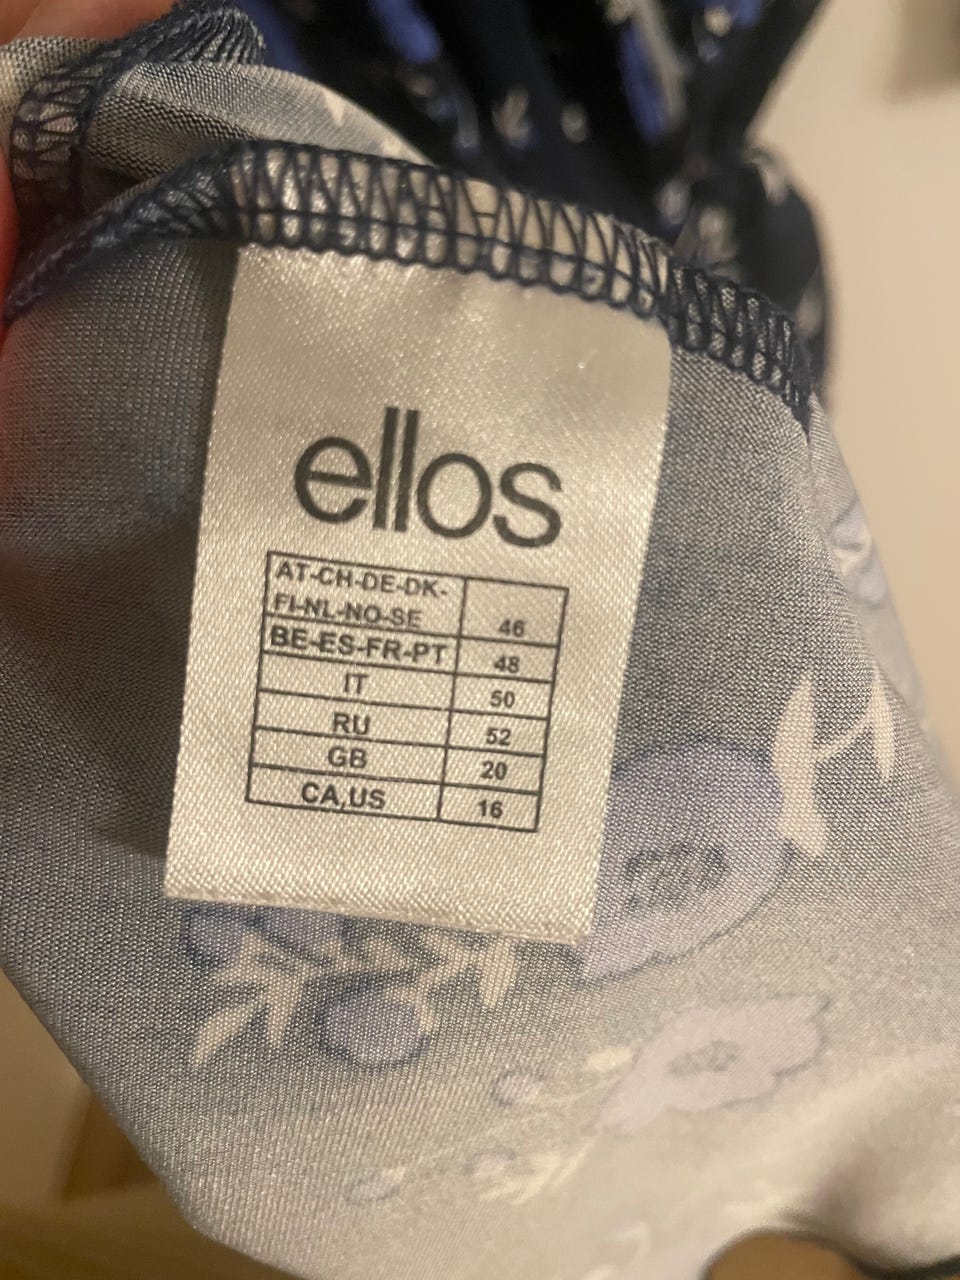 ellos
AT-CH-DE-DK-
FI-NL-NO-SE 46
BE-ES-FR-PT 48
IT 50
RU 52
GB 20
CA,US 16